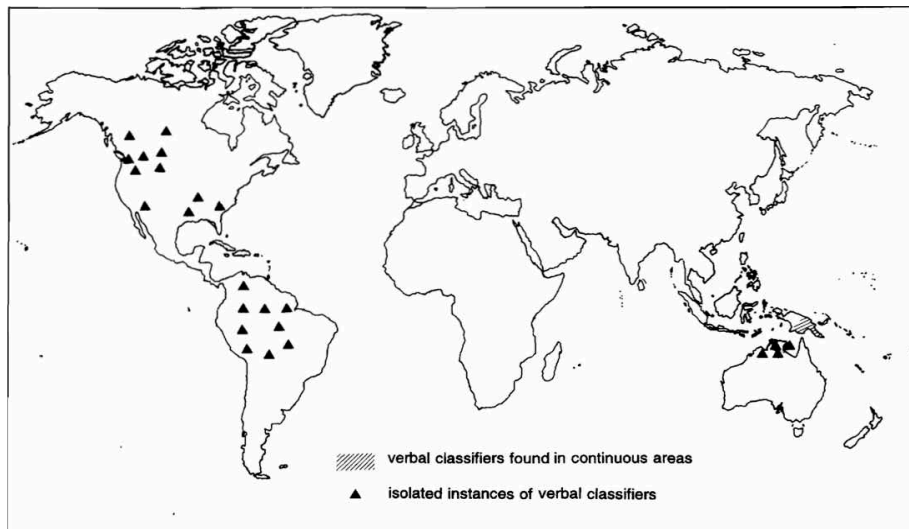 verbal classifiers found in continuous areas
isolated instances of verbal classifiers